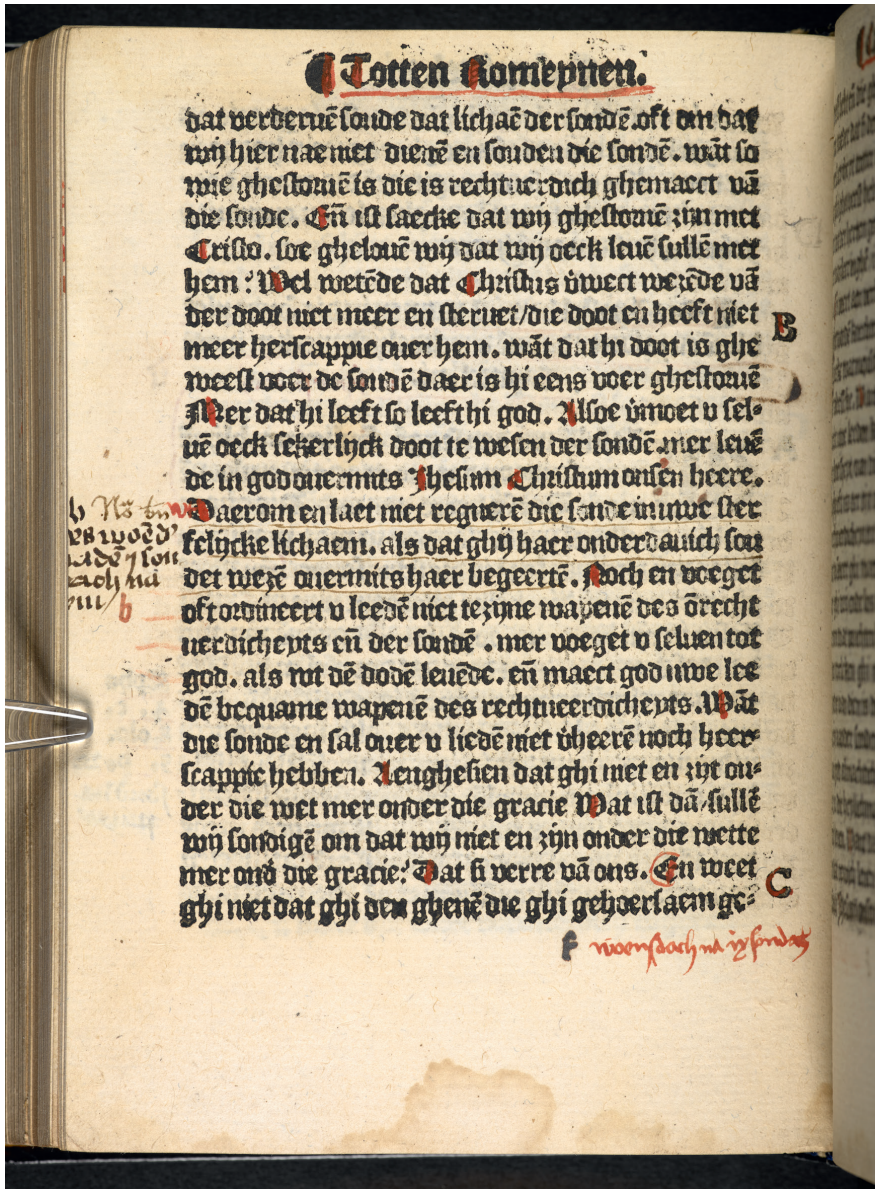 ¶ Totten Romeynen.
dat verderuē soude dat lichaē der sondē. oft om dat
wij hier nae niet dienē en souden die sondē. wāt so
wie ghestoruē is die is rechtuerdich ghemaect vā
die sonde. Eñ ist saecke dat wij ghestoruē zijn met
Cristo. soe ghelouē wij dat wij oeck leuē sullē met
hem: Wel wetēde dat Christus v̄wect wezēde vā
der doot niet meer en steruet/die doot en heeft niet
B
meer herscappie ouer hem. wāt dat hi doot is ghe
weest voer de sondē daer is hi eens voer ghestoruē
Mer dat hi leeft so leeft hi god. Alsoe v̄moet v sel-
uē oeck sekerlijck doot te wesen der sondē. mer leuē
de in god ouermits Jhesum Christum onsen heere.
Daerom en laet niet regnerē die sonde in uwe ster
felijcke lichaem. als dat ghij haer onderdanich sou
det wezē ouermits haer begeertē. Noch en voeget
oft ordineert v leedē niet te zijne wapenē des ōrecht
uerdicheyts eñ der sondē. mer voeget v seluen tot
god. als wt dē dodē leuēde. eñ maect god uwe lee
dē bequame wapenē des rechtueerdicheyts. Wāt
die sonde en sal ouer v liedē niet v̄heerē noch heer-
scappie hebben. Aenghesien dat ghi niet en zijt on-
der die wet mer onder die gracie Wat ist dā/sullē
wij sondigē om dat wij niet en zijn onder die wette
mer ond̄ die gracie: Dat si verre vā ons. En weet
C
ghi niet dat ghi den ghenē die ghi gehoersaem ge-
b
woensdach na